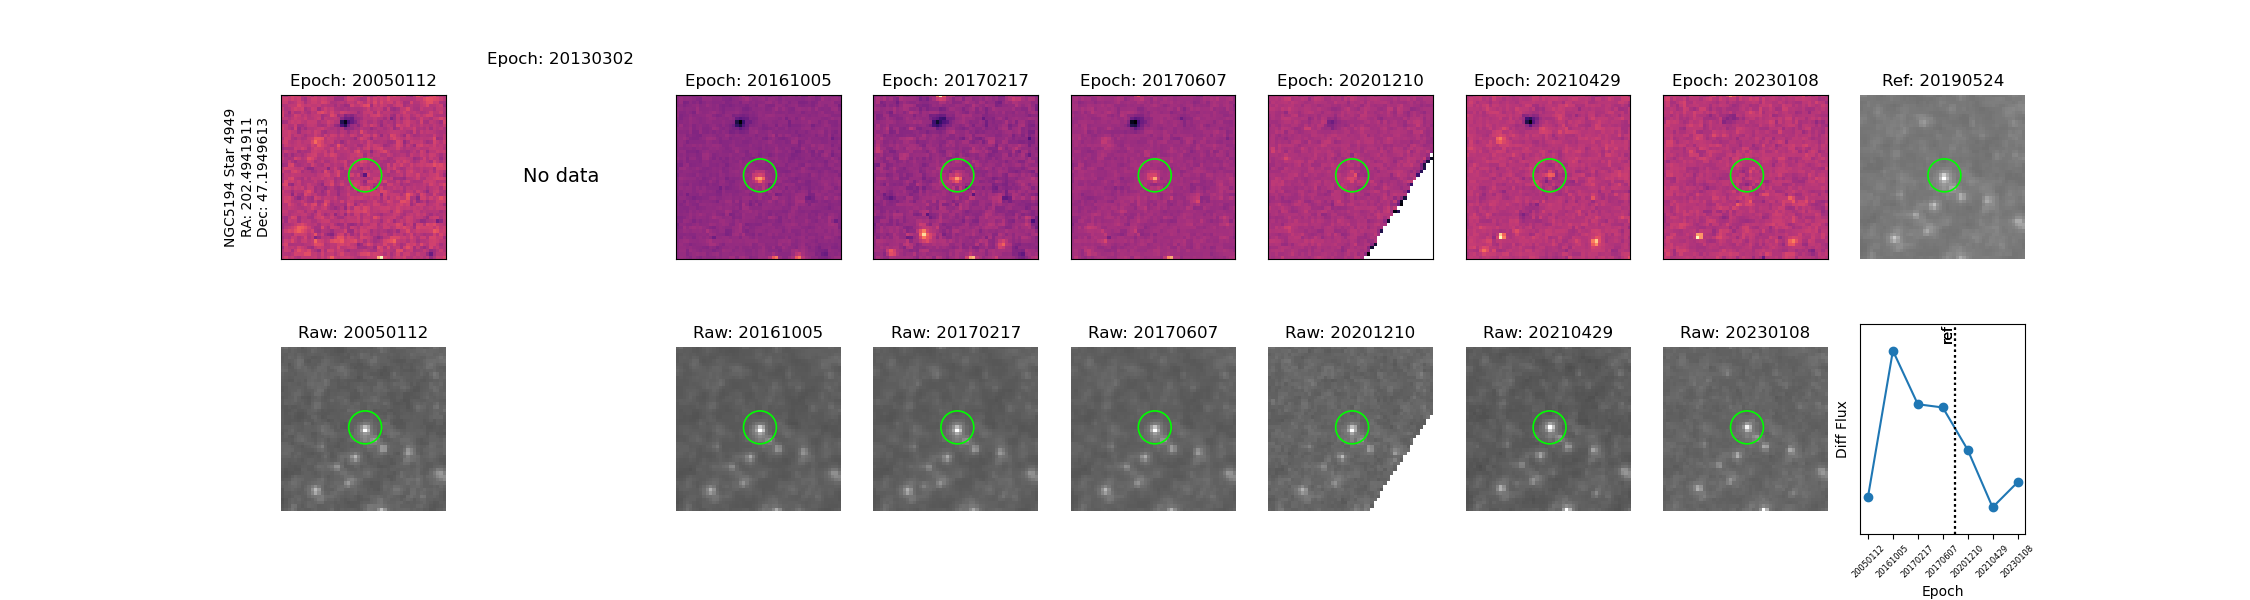 Epoch: 20130302
Epoch: 20050112
Epoch: 20161005
Epoch: 20170217
Epoch: 20170607
Epoch: 20201210
Epoch: 20210429
Epoch: 20230108
Ref: 20190524
NGC5194 Star 4949
RA: 202.4941911
Dec: 47.1949613
No data
Raw: 20050112
Raw: 20161005
Raw: 20170217
Raw: 20170607
Raw: 20201210
Raw: 20210429
Raw: 20230108
ref
Diff Flux
20050112
20161005
20170217
20170607
20201210
20210429
20230108
Epoch